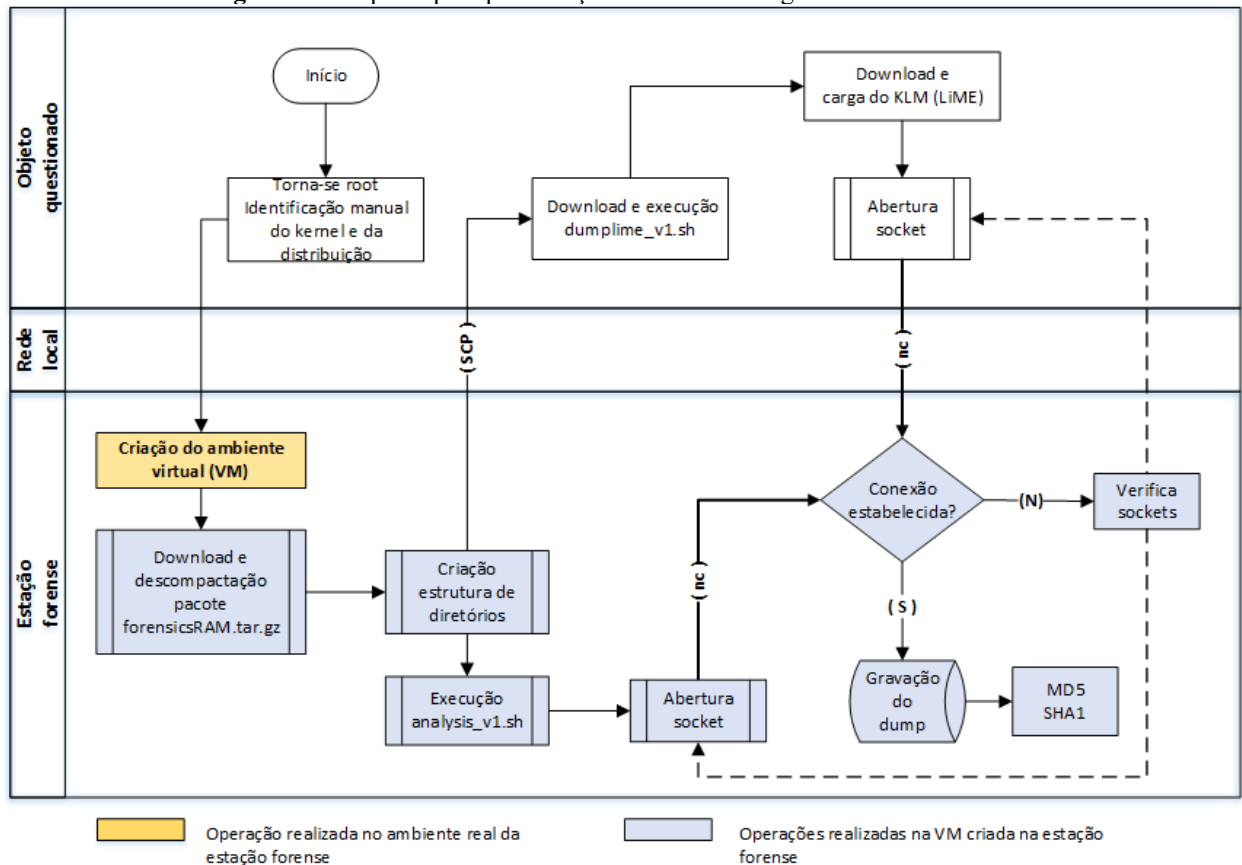 Objeto
questionado
Início
Torna-se root
Identificação manual
do kernel e da
distribuição
Download e execução
dumplime_v1.sh
Download e
carga do KLM (LiME)
Abertura
socket
Rede
local
( SCP )
( nc )
Estação
forense
Criação do ambiente
virtual (VM)
Download e
descompactação
pacote
forensicsRAM.tar.gz
Criação
estrutura de
diretórios
Execução
analysis_v1.sh
Abertura
socket
( nc )
Conexão
estabelecida?
(N)
Verifica
sockets
( S )
Gravação
do
dump
MD5
SHA1
Operação realizada no ambiente real da
estação forense
Operações realizadas na VM criada na estação
forense